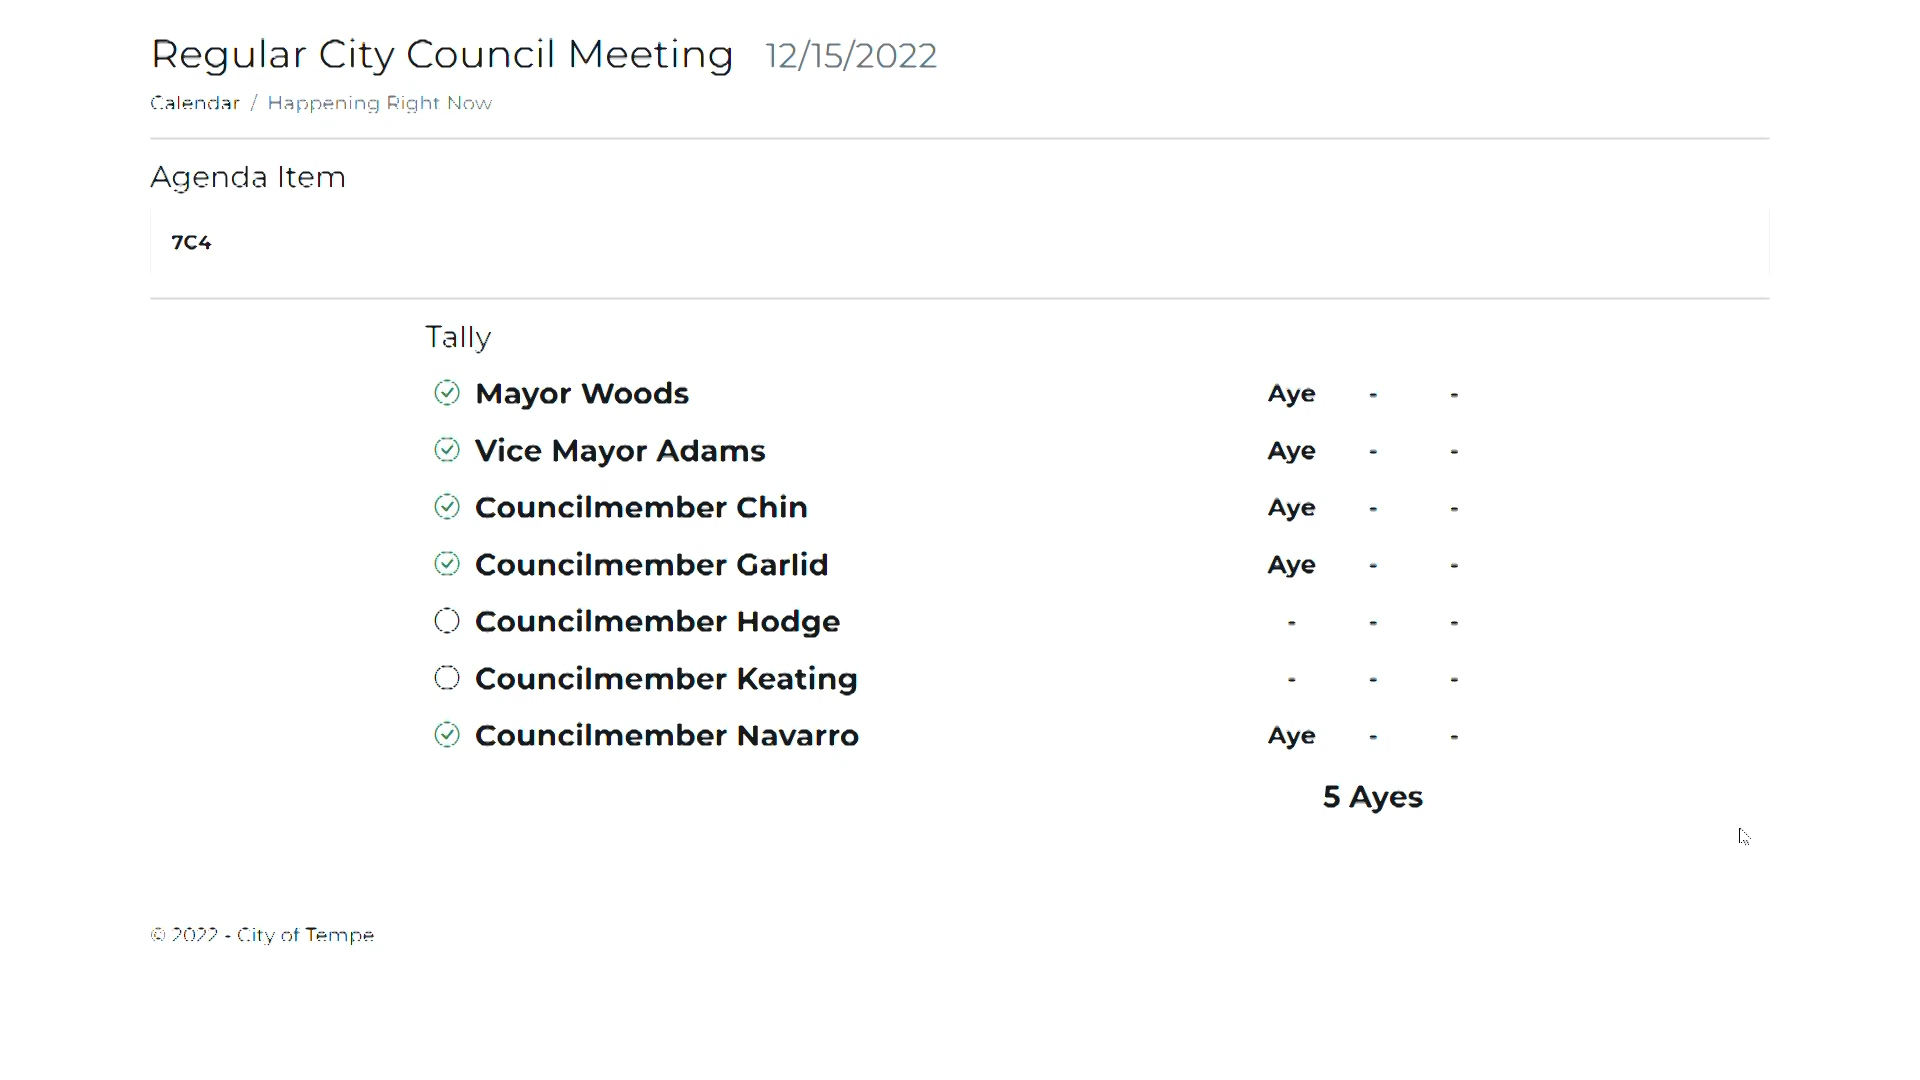 Regular City Council Meeting 12/15/2022
Calendar / Happening Right Now
Agenda Item
7C4
Tally
Mayor Woods Aye - -
Vice Mayor Adams Aye - -
Councilmember Chin Aye - -
Councilmember Garlid Aye - -
Councilmember Hodge - - -
Councilmember Keating - - -
Councilmember Navarro Aye - -
5 Ayes
© 2022 - City of Tempe